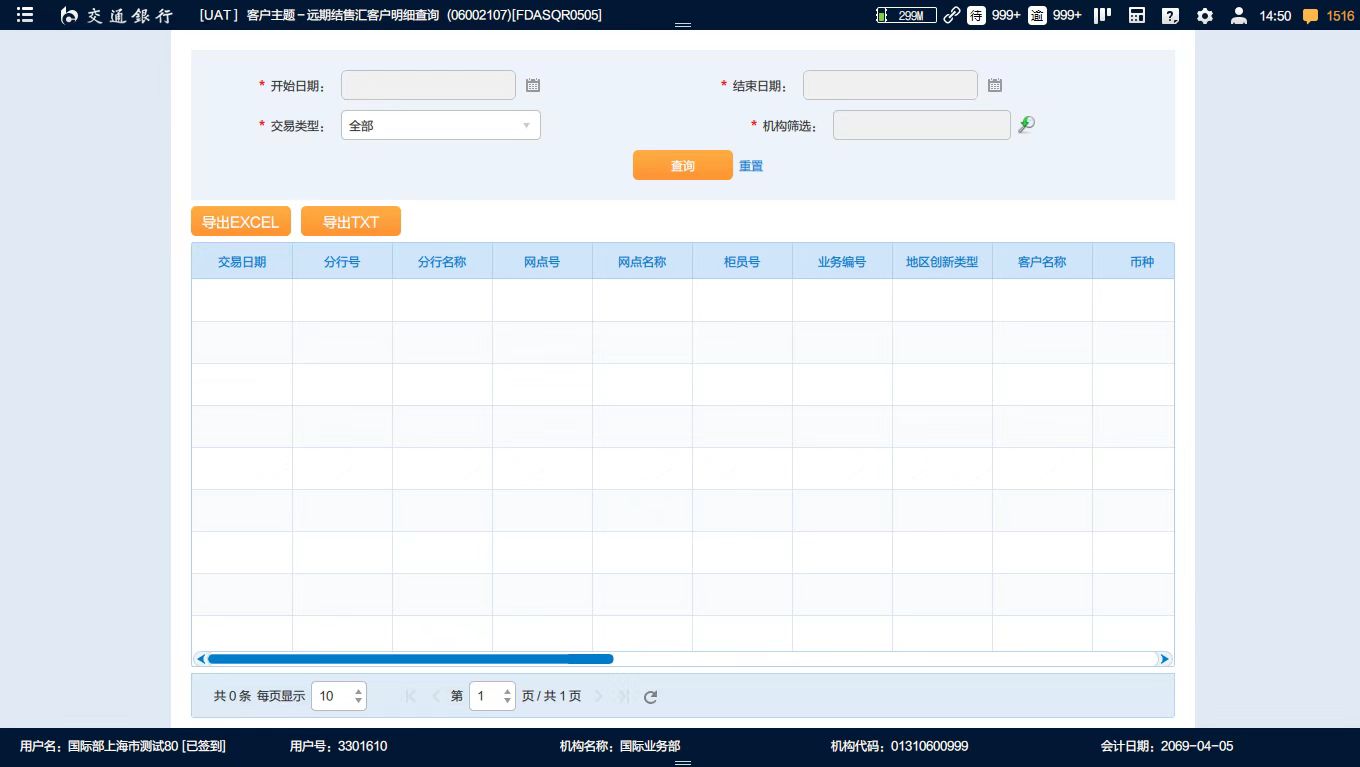 交通銀行 [UAT] 客户主题－远期结售汇客户明细查询 (06002107)[FDASQR0505] 299M 待 999+ 逾 999+ 14:50 1516
* 开始日期： * 结束日期：
* 交易类型： 全部 * 机构筛选：
查询 重置
导出EXCEL 导出TXT
交易日期 分行号 分行名称 网点号 网点名称 柜员号 业务编号 地区创新类型 客户名称 币种
共 0 条 每页显示 10 第 1 页 / 共 1 页
用户名：国际部上海市测试80 [已签到] 用户号：3301610 机构名称：国际业务部 机构代码：01310600999 会计日期：2069-04-05